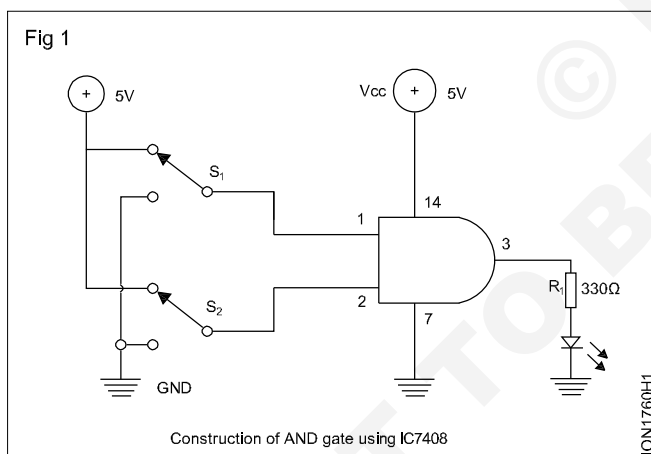 Fig 1
5V
Vcc
5V
S1
14
1
3
S2
2
R1
330Ω
7
GND
Construction of AND gate using IC7408